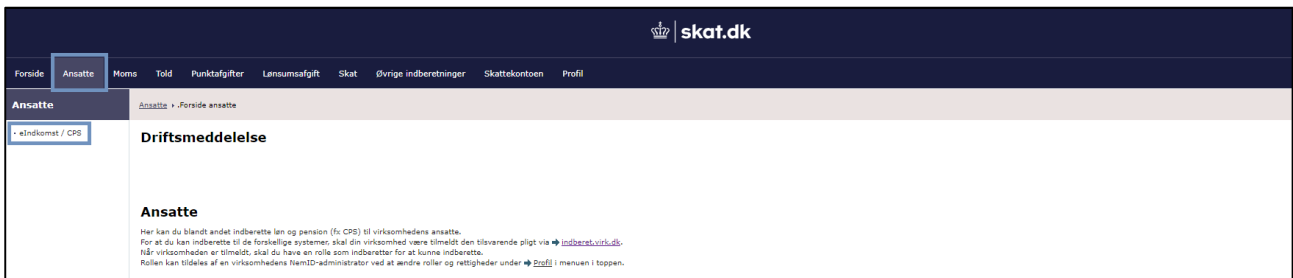 skat.dk
Forside Ansatte Moms Told Punktafgifter Lønsumsafgift Skat Øvrige indberetninger Skattekontoen Profil
Ansatte
Ansatte › .Forside ansatte
• eIndkomst / CPS
Driftsmeddelelse
Ansatte
Her kan du blandt andet indberette løn og pension (fx CPS) til virksomhedens ansatte.
For at du kan indberette til de forskellige systemer, skal din virksomhed være tilmeldt den tilsvarende pligt via indberet.virk.dk.
Når virksomheden er tilmeldt, skal du have en rolle som indberetter for at kunne indberette.
Rollen kan tildeles af en virksomhedens NemID-administrator ved at ændre roller og rettigheder under Profil i menuen i toppen.